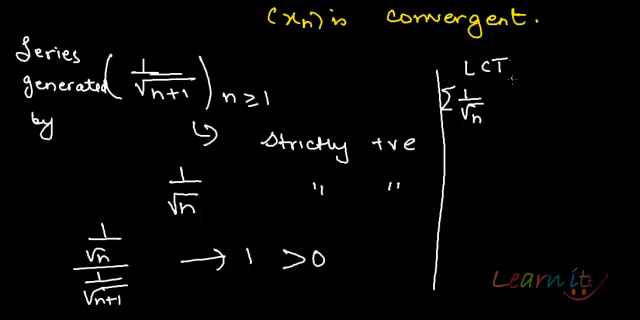 (xn) is convergent.
Series
generated (1/√n+1) n≥1
by
↳ Strictly +ve
1/√n " "
1/√n / 1/√n+1 → 1 > 0
LCT
∑ 1/√n
Learnit